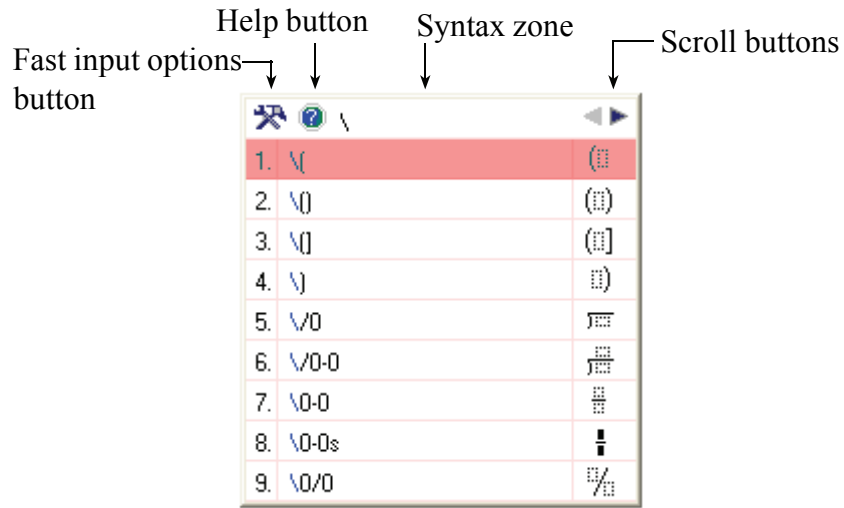 Help button
Syntax zone
Scroll buttons
Fast input options
button
\
1. \(
2. \()
3. \(]
4. \)
5. \/0
6. \/0-0
7. \0-0
8. \0-0s
9. \0/0